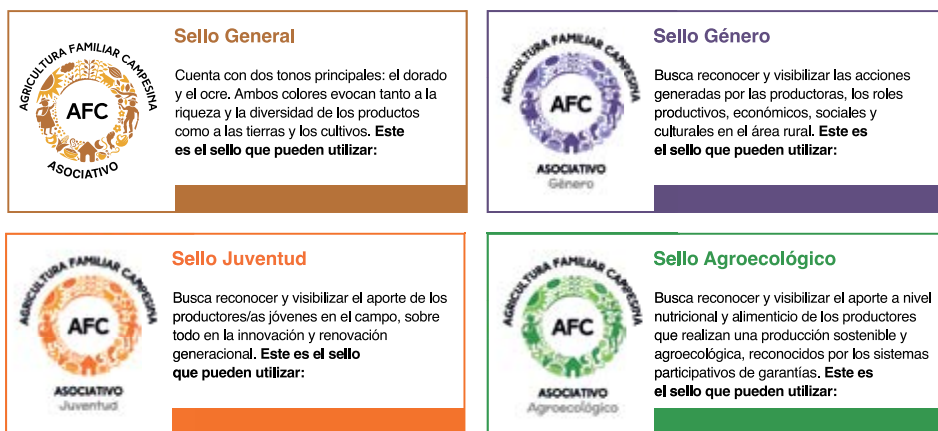 AGRICULTURA FAMILIAR CAMPESINA
AFC
ASOCIATIVO
Sello General
Cuenta con dos tonos principales: el dorado
y el ocre. Ambos colores evocan tanto a la
riqueza y la diversidad de los productos
como a las tierras y los cultivos. Este
es el sello que pueden utilizar:
AGRICULTURA FAMILIAR CAMPESINA
AFC
ASOCIATIVO
Género
Sello Género
Busca reconocer y visibilizar las acciones
generadas por las productoras, los roles
productivos, económicos, sociales y
culturales en el área rural. Este es
el sello que pueden utilizar:
AGRICULTURA FAMILIAR CAMPESINA
AFC
ASOCIATIVO
Juventud
Sello Juventud
Busca reconocer y visibilizar el aporte de los
productores/as jóvenes en el campo, sobre
todo en la innovación y renovación
generacional. Este es el sello
que pueden utilizar:
AGRICULTURA FAMILIAR CAMPESINA
AFC
ASOCIATIVO
Agroecológico
Sello Agroecológico
Busca reconocer y visibilizar el aporte a nivel
nutricional y alimenticio de los productores
que realizan una producción sostenible y
agroecológica, reconocidos por los sistemas
participativos de garantías. Este es
el sello que pueden utilizar: